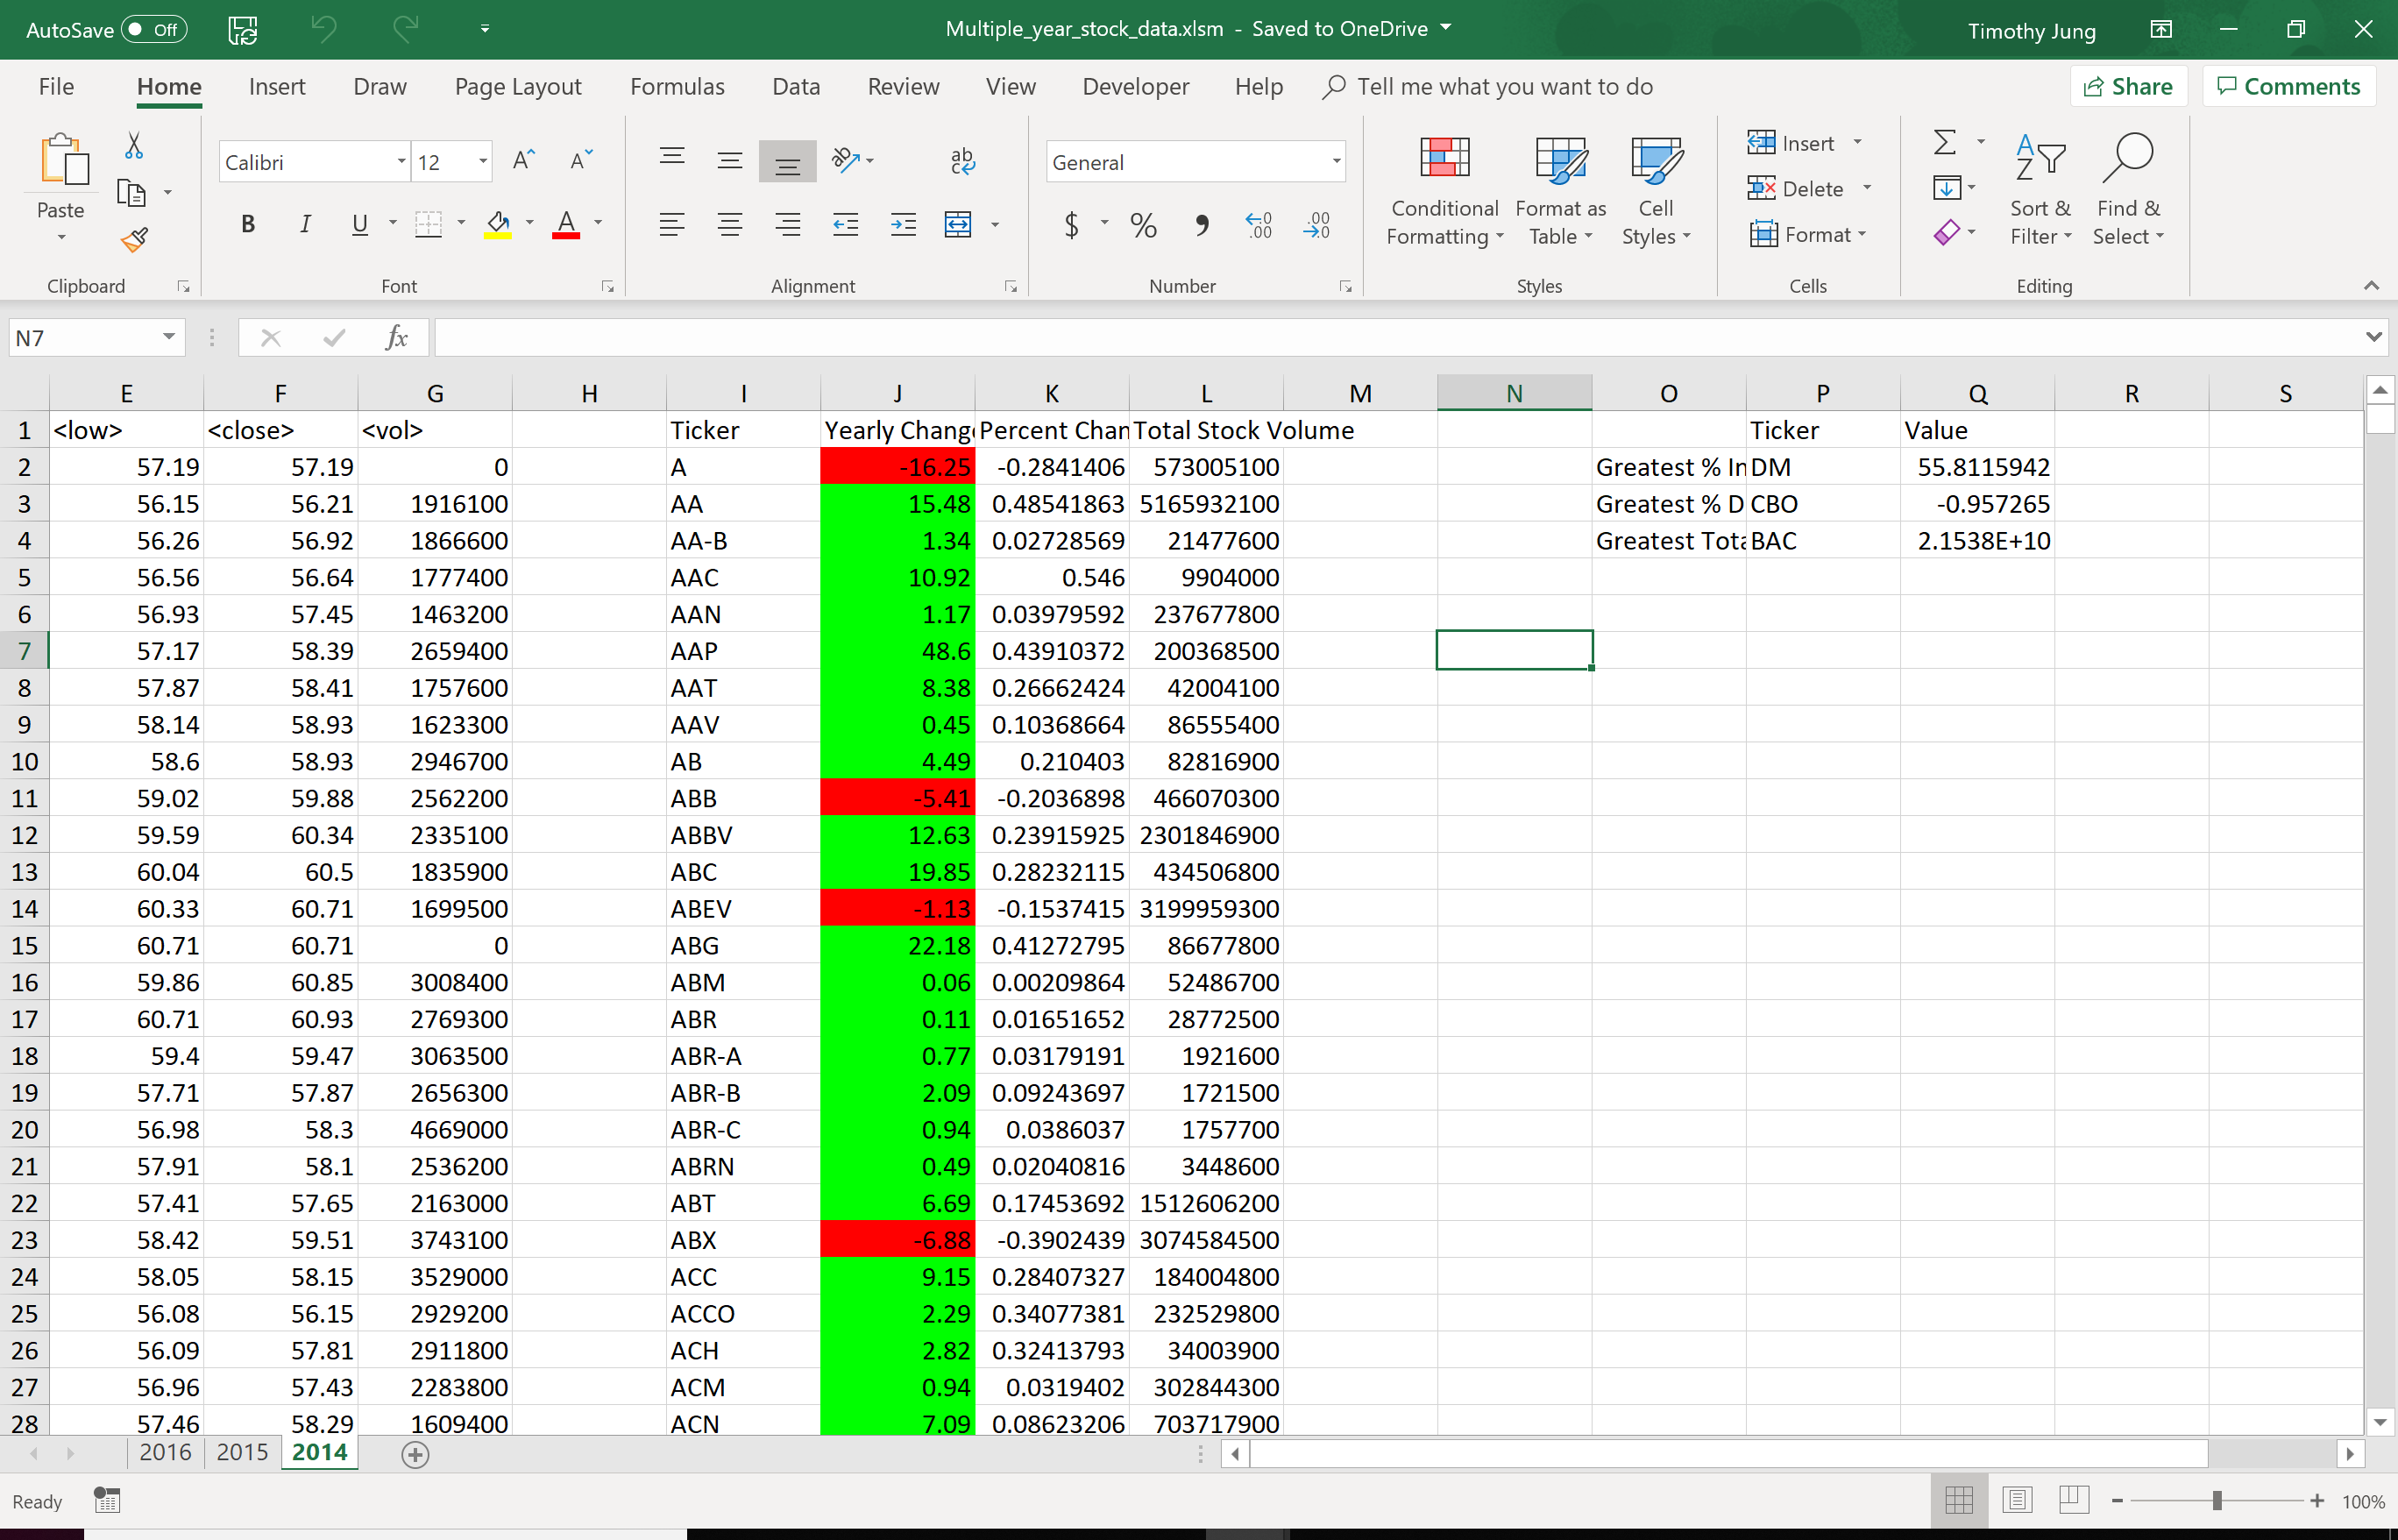 AutoSave Off Multiple_year_stock_data.xlsm - Saved to OneDrive Timothy Jung
File Home Insert Draw Page Layout Formulas Data Review View Developer Help Tell me what you want to do Share Comments
Paste
Clipboard
Calibri 12
B I U
Font
Alignment
General
$ % 9
Number
Conditional Formatting
Format as Table
Cell Styles
Styles
Insert
Delete
Format
Cells
Sort & Filter
Find & Select
Editing
N7 fx
E F G H I J K L M N O P Q R S
1 <low> <close> <vol> Ticker Yearly Chang Percent Chan Total Stock Volume Ticker Value
2 57.19 57.19 0 A -16.25 -0.2841406 573005100 Greatest % In DM 55.8115942
3 56.15 56.21 1916100 AA 15.48 0.48541863 5165932100 Greatest % D CBO -0.957265
4 56.26 56.92 1866600 AA-B 1.34 0.02728569 21477600 Greatest Tota BAC 2.1538E+10
5 56.56 56.64 1777400 AAC 10.92 0.546 9904000
6 56.93 57.45 1463200 AAN 1.17 0.03979592 237677800
7 57.17 58.39 2659400 AAP 48.6 0.43910372 200368500
8 57.87 58.41 1757600 AAT 8.38 0.26662424 42004100
9 58.14 58.93 1623300 AAV 0.45 0.10368664 86555400
10 58.6 58.93 2946700 AB 4.49 0.210403 82816900
11 59.02 59.88 2562200 ABB -5.41 -0.2036898 466070300
12 59.59 60.34 2335100 ABBV 12.63 0.23915925 2301846900
13 60.04 60.5 1835900 ABC 19.85 0.28232115 434506800
14 60.33 60.71 1699500 ABEV -1.13 -0.1537415 3199959300
15 60.71 60.71 0 ABG 22.18 0.41272795 86677800
16 59.86 60.85 3008400 ABM 0.06 0.00209864 52486700
17 60.71 60.93 2769300 ABR 0.11 0.01651652 28772500
18 59.4 59.47 3063500 ABR-A 0.77 0.03179191 1921600
19 57.71 57.87 2656300 ABR-B 2.09 0.09243697 1721500
20 56.98 58.3 4669000 ABR-C 0.94 0.0386037 1757700
21 57.91 58.1 2536200 ABRN 0.49 0.02040816 3448600
22 57.41 57.65 2163000 ABT 6.69 0.17453692 1512606200
23 58.42 59.51 3743100 ABX -6.88 -0.3902439 3074584500
24 58.05 58.15 3529000 ACC 9.15 0.28407327 184004800
25 56.08 56.15 2929200 ACCO 2.29 0.34077381 232529800
26 56.09 57.81 2911800 ACH 2.82 0.32413793 34003900
27 56.96 57.43 2283800 ACM 0.94 0.0319402 302844300
28 57.46 58.29 1609400 ACN 7.09 0.08623206 703717900
2016 2015 2014
Ready 100%